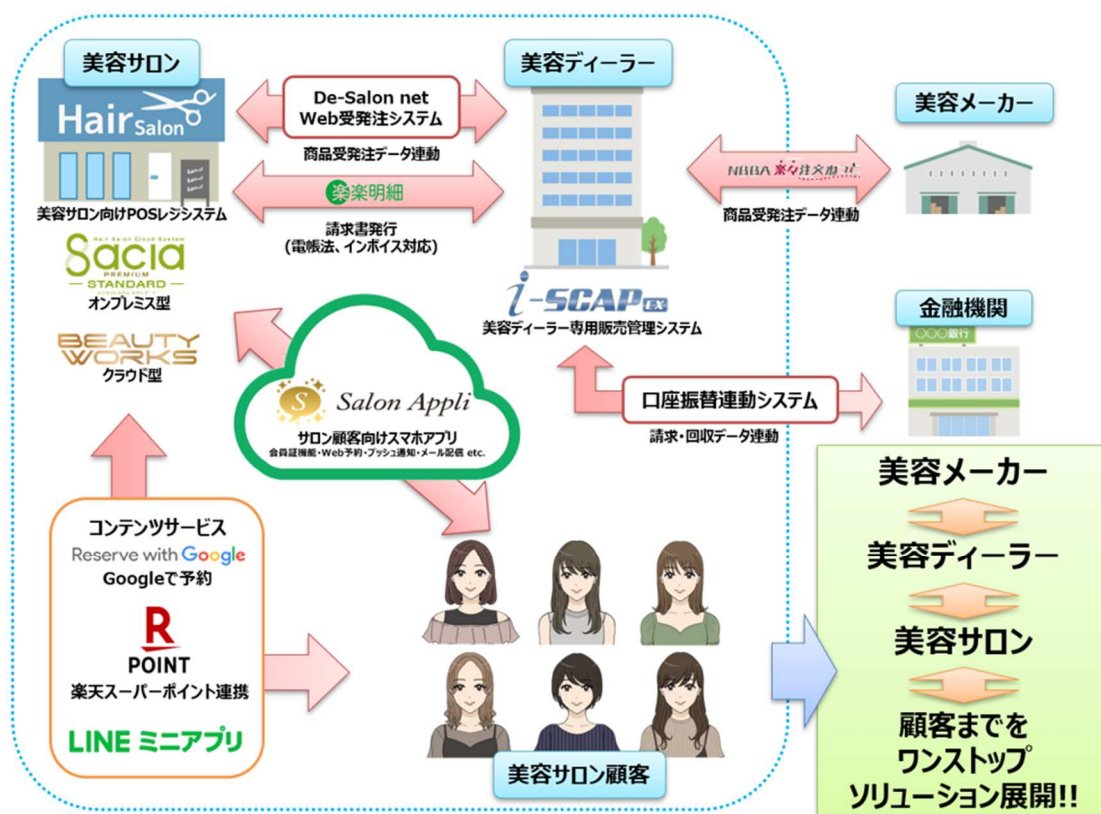 美容サロン
Hair Salon
美容サロン向けPOSレジシステム
Hair Salon Cloud System
Sacia
PREMIUM
STANDARD
オンプレミス型
BEAUTY
WORKS
クラウド型
De-Salon net
Web受発注システム
商品受発注データ連動
楽楽明細
請求書発行
(電帳法、インボイス対応)
美容ディーラー
i-SCAP EX
美容ディーラー専用販売管理システム
NBBA 楽々注文ねっと
商品受発注データ連動
美容メーカー
金融機関
〇〇〇銀行
口座振替連動システム
請求・回収データ連動
S
Salon Appli
サロン顧客向けスマホアプリ
会員証機能・Web予約・プッシュ通知・メール配信 etc.
コンテンツサービス
Reserve with Google
Googleで予約
R
POINT
楽天スーパーポイント連携
LINE ミニアプリ
美容サロン顧客
美容メーカー
美容ディーラー
美容サロン
顧客までを
ワンストップ
ソリューション展開!!